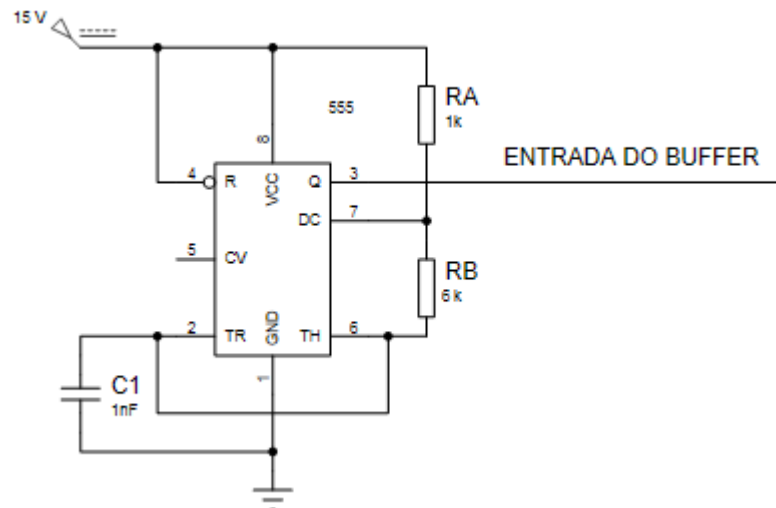 15 V
555
RA
1k
ENTRADA DO BUFFER
8
4
R
VCC
Q
3
DC
7
5
CV
RB
6 k
2
TR
GND
TH
6
1
C1
1nF